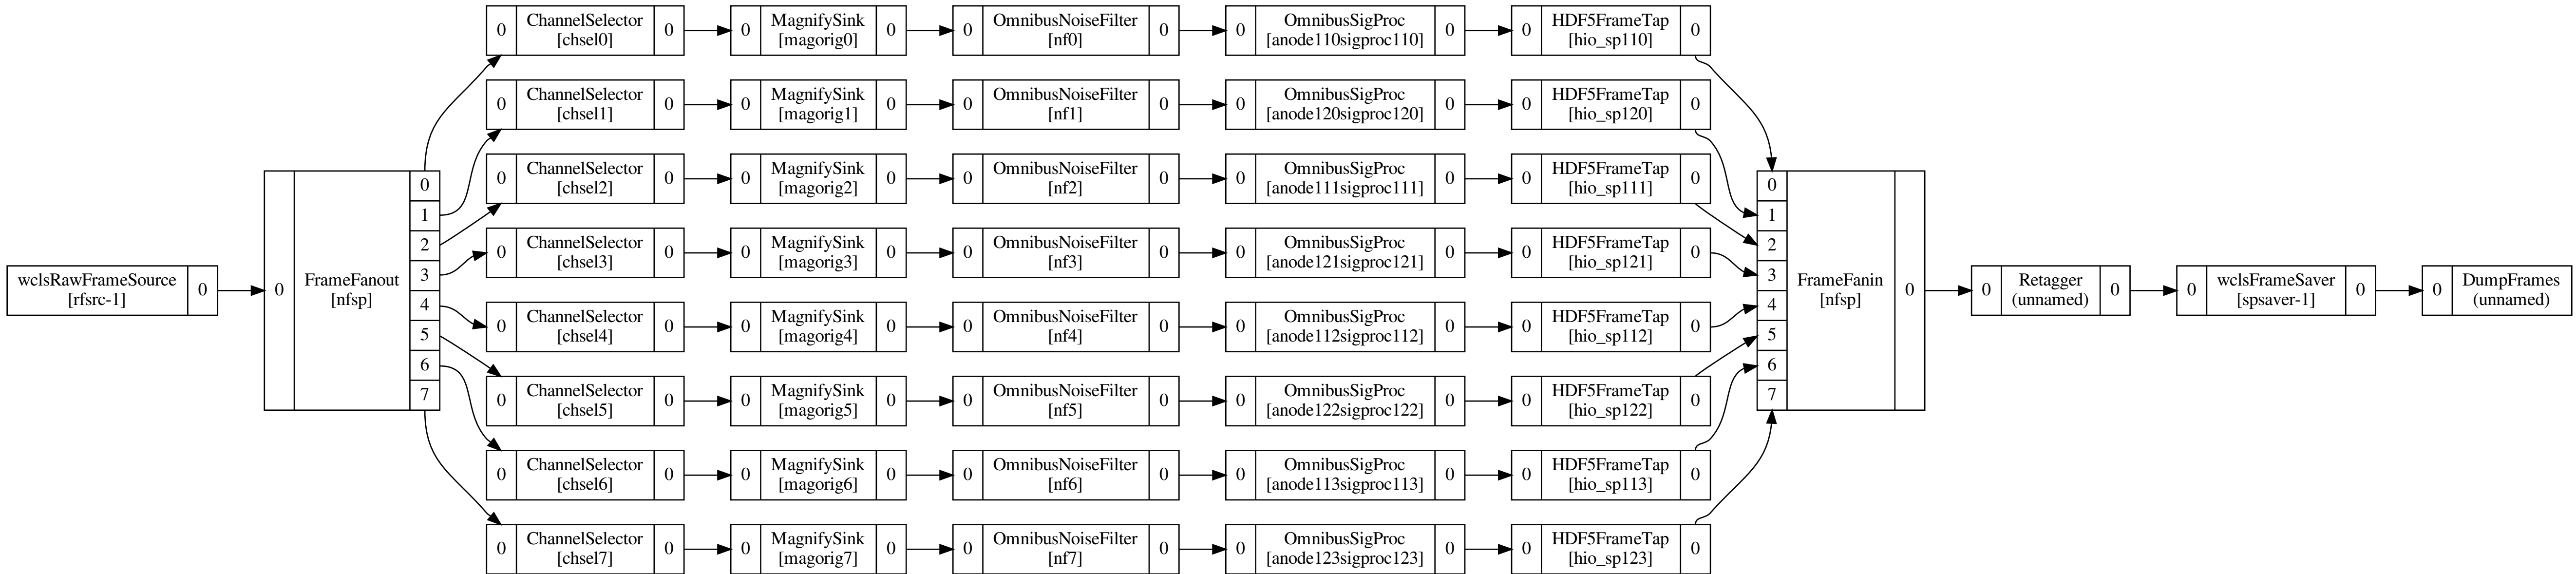 0 ChannelSelector 0 0 MagnifySink 0 0 OmnibusNoiseFilter 0 0 OmnibusSigProc 0 0 HDF5FrameTap 0
[chsel0] [magorig0] [nf0] [anode110sigproc110] [hio_sp110]
0 ChannelSelector 0 0 MagnifySink 0 0 OmnibusNoiseFilter 0 0 OmnibusSigProc 0 0 HDF5FrameTap 0
[chsel1] [magorig1] [nf1] [anode120sigproc120] [hio_sp120]
0 ChannelSelector 0 0 MagnifySink 0 0 OmnibusNoiseFilter 0 0 OmnibusSigProc 0 0 HDF5FrameTap 0
[chsel2] [magorig2] [nf2] [anode111sigproc111] [hio_sp111]
0 ChannelSelector 0 0 MagnifySink 0 0 OmnibusNoiseFilter 0 0 OmnibusSigProc 0 0 HDF5FrameTap 0
[chsel3] [magorig3] [nf3] [anode121sigproc121] [hio_sp121]
0 ChannelSelector 0 0 MagnifySink 0 0 OmnibusNoiseFilter 0 0 OmnibusSigProc 0 0 HDF5FrameTap 0
[chsel4] [magorig4] [nf4] [anode112sigproc112] [hio_sp112]
0 ChannelSelector 0 0 MagnifySink 0 0 OmnibusNoiseFilter 0 0 OmnibusSigProc 0 0 HDF5FrameTap 0
[chsel5] [magorig5] [nf5] [anode122sigproc122] [hio_sp122]
0 ChannelSelector 0 0 MagnifySink 0 0 OmnibusNoiseFilter 0 0 OmnibusSigProc 0 0 HDF5FrameTap 0
[chsel6] [magorig6] [nf6] [anode113sigproc113] [hio_sp113]
0 ChannelSelector 0 0 MagnifySink 0 0 OmnibusNoiseFilter 0 0 OmnibusSigProc 0 0 HDF5FrameTap 0
[chsel7] [magorig7] [nf7] [anode123sigproc123] [hio_sp123]
wclsRawFrameSource 0
[rfsrc-1]
0 FrameFanout
[nfsp]
0
1
2
3
4
5
6
7
0
1
2
3
4
5
6
7
FrameFanin 0
[nfsp]
0 Retagger 0
(unnamed)
0 wclsFrameSaver 0
[spsaver-1]
0 DumpFrames
(unnamed)